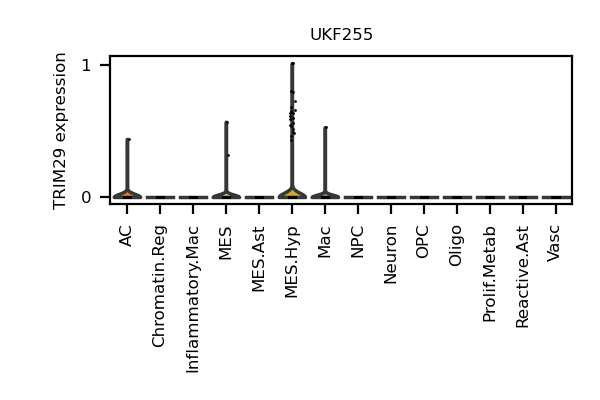 UKF255
TRIM29 expression
1
0
AC
Chromatin.Reg
Inflammatory.Mac
MES
MES.Ast
MES.Hyp
Mac
NPC
Neuron
OPC
Oligo
Prolif.Metab
Reactive.Ast
Vasc